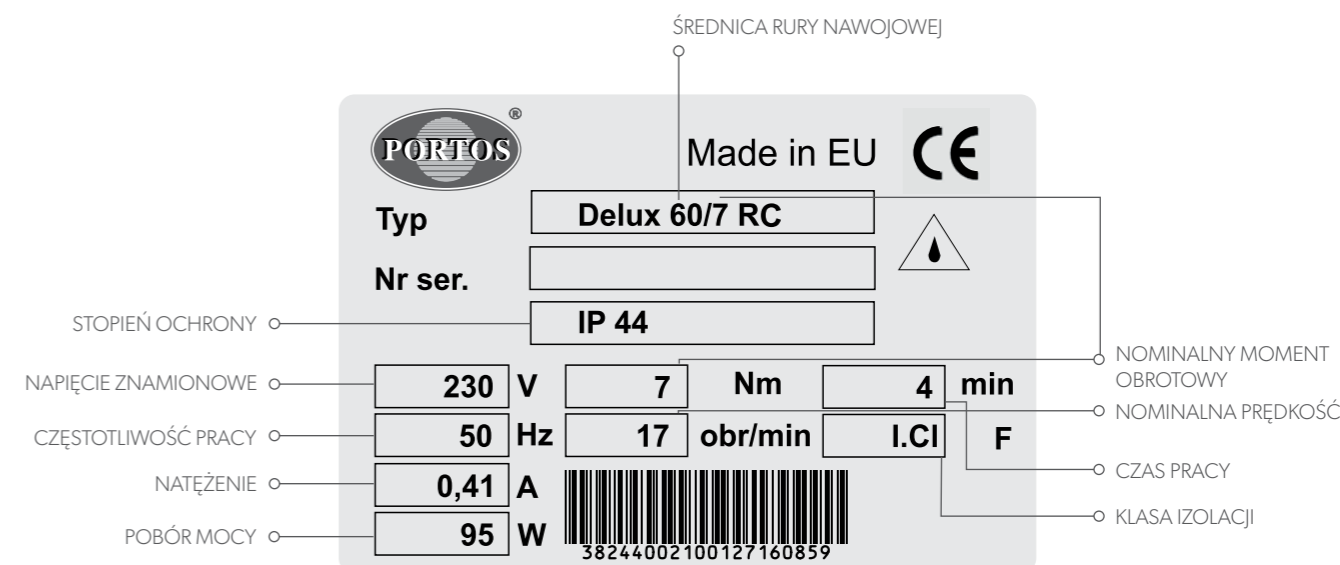 ŚREDNICA RURY NAWOJOWEJ
PORTOS ®
Made in EU CE
Typ Delux 60/7 RC
Nr ser.
STOPIEŃ OCHRONY IP 44
NAPIĘCIE ZNAMIONOWE 230 V 7 Nm 4 min
NOMINALNY MOMENT
OBROTOWY
CZĘSTOTLIWOŚĆ PRACY 50 Hz 17 obr/min I.CI F
NOMINALNA PRĘDKOŚĆ
NATĘŻENIE 0,41 A
CZAS PRACY
POBÓR MOCY 95 W
KLASA IZOLACJI
38244002100127160859